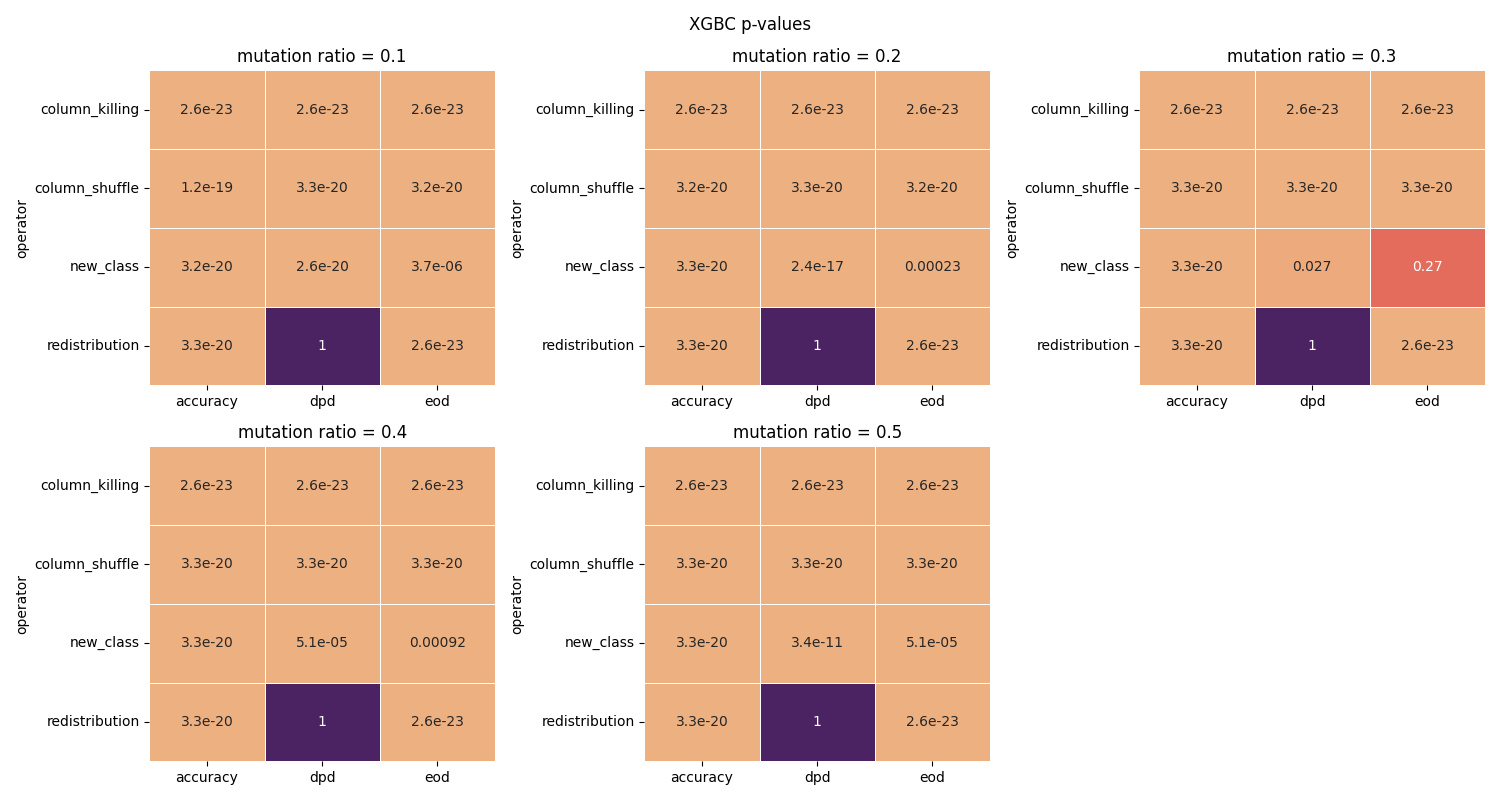 XGBC p-values
mutation ratio = 0.1
operator
column_killing 2.6e-23 2.6e-23 2.6e-23
column_shuffle 1.2e-19 3.3e-20 3.2e-20
new_class 3.2e-20 2.6e-20 3.7e-06
redistribution 3.3e-20 1 2.6e-23
accuracy dpd eod
mutation ratio = 0.2
operator
column_killing 2.6e-23 2.6e-23 2.6e-23
column_shuffle 3.2e-20 3.3e-20 3.2e-20
new_class 3.3e-20 2.4e-17 0.00023
redistribution 3.3e-20 1 2.6e-23
accuracy dpd eod
mutation ratio = 0.3
operator
column_killing 2.6e-23 2.6e-23 2.6e-23
column_shuffle 3.3e-20 3.3e-20 3.3e-20
new_class 3.3e-20 0.027 0.27
redistribution 3.3e-20 1 2.6e-23
accuracy dpd eod
mutation ratio = 0.4
operator
column_killing 2.6e-23 2.6e-23 2.6e-23
column_shuffle 3.3e-20 3.3e-20 3.3e-20
new_class 3.3e-20 5.1e-05 0.00092
redistribution 3.3e-20 1 2.6e-23
accuracy dpd eod
mutation ratio = 0.5
operator
column_killing 2.6e-23 2.6e-23 2.6e-23
column_shuffle 3.3e-20 3.3e-20 3.3e-20
new_class 3.3e-20 3.4e-11 5.1e-05
redistribution 3.3e-20 1 2.6e-23
accuracy dpd eod